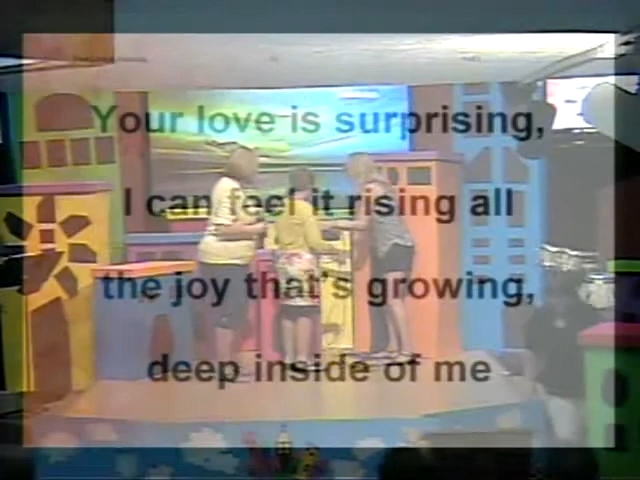 Your love is surprising,
I can feel it rising all
the joy that's growing,
deep inside of me